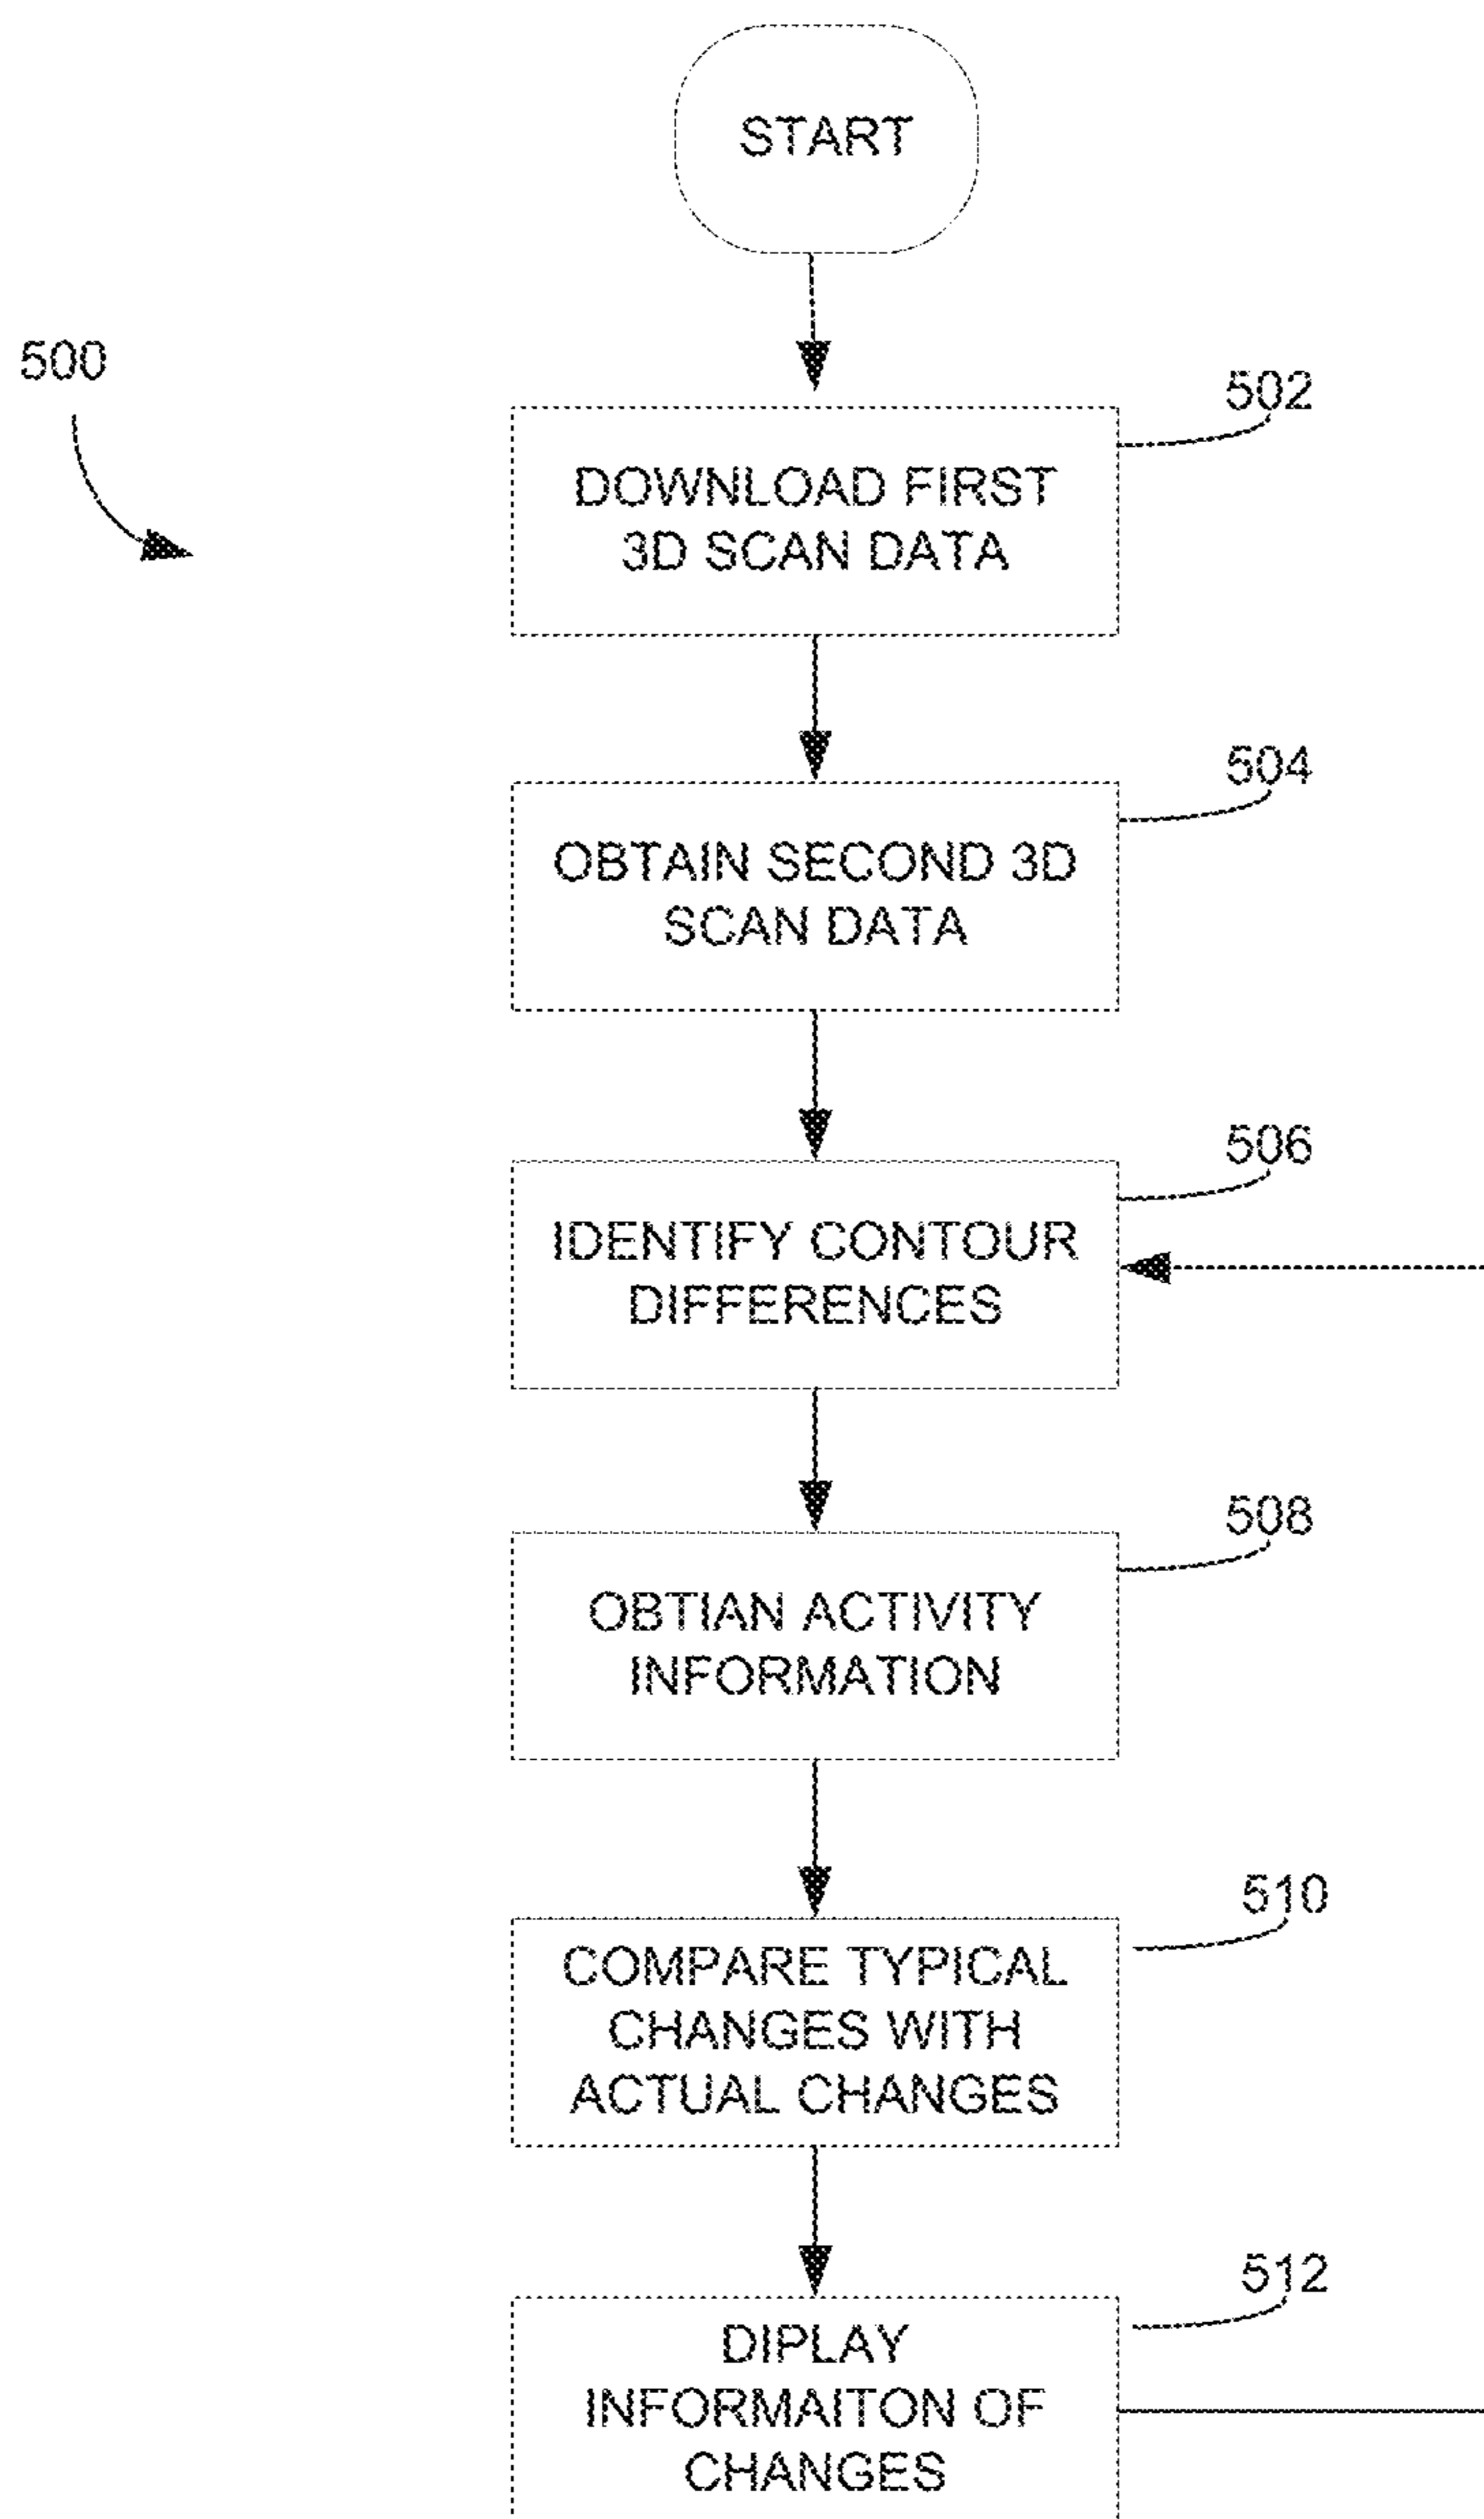 START
500
502
DOWNLOAD FIRST
3D SCAN DATA
504
OBTAIN SECOND 3D
SCAN DATA
506
IDENTIFY CONTOUR
DIFFERENCES
508
OBTIAN ACTIVITY
INFORMATION
510
COMPARE TYPICAL
CHANGES WITH
ACTUAL CHANGES
512
DIPLAY
INFORMAITON OF
CHANGES